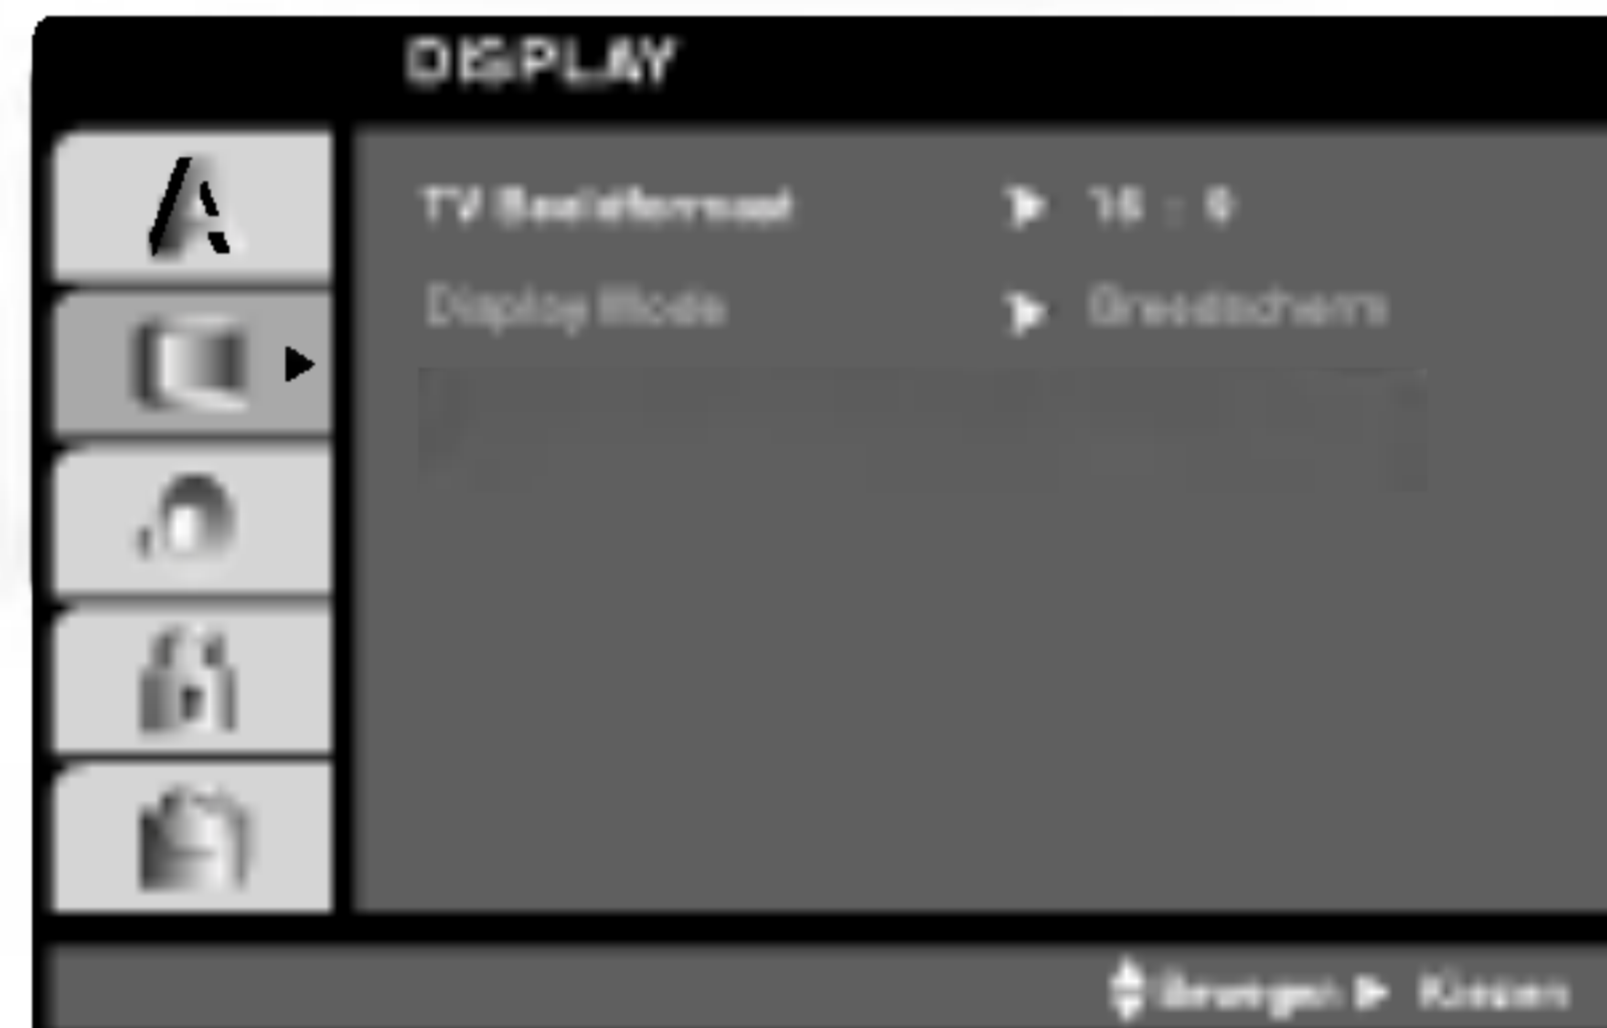 DISPLAY
TV Beeldformaat 16 : 9
Display Mode Breedscherm
Bewegen Kiezen